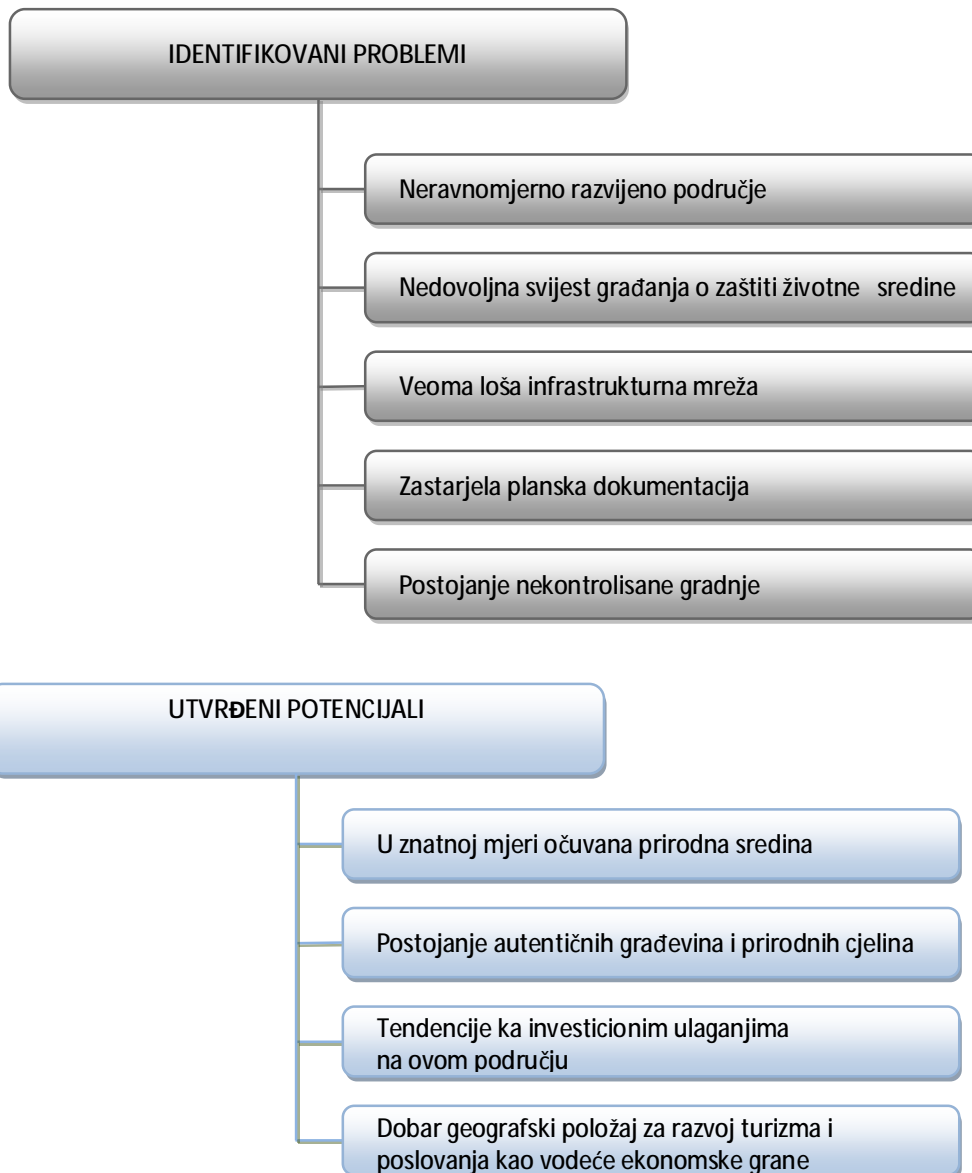 IDENTIFIKOVANI PROBLEMI
Neravnomjerno razvijeno područje
Nedovoljna svijest građanja o zaštiti životne sredine
Veoma loša infrastrukturna mreža
Zastarjela planska dokumentacija
Postojanje nekontrolisane gradnje
UTVRĐENI POTENCIJALI
U znatnoj mjeri očuvana prirodna sredina
Postojanje autentičnih građevina i prirodnih cjelina
Tendencije ka investicionim ulaganjima
na ovom području
Dobar geografski položaj za razvoj turizma i
poslovanja kao vodeće ekonomske grane